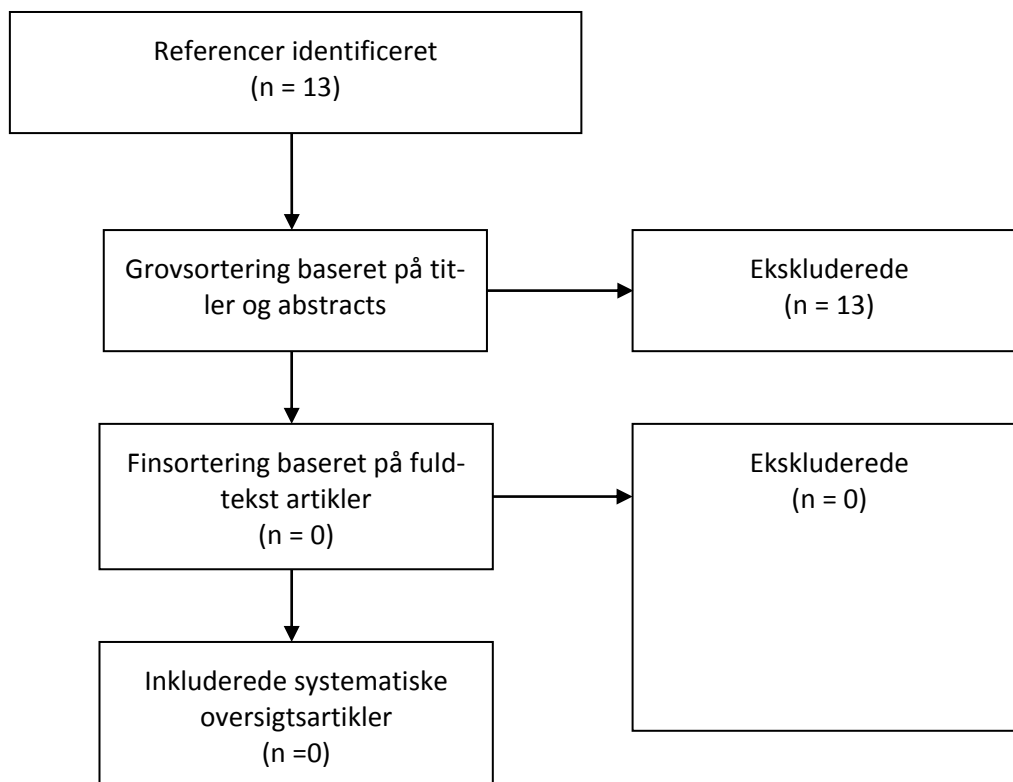 Referencer identificeret
(n = 13)
Grovsortering baseret på tit-
ler og abstracts
Ekskluderede
(n = 13)
Finsortering baseret på fuld-
tekst artikler
(n = 0)
Ekskluderede
(n = 0)
Inkluderede systematiske
oversigtsartikler
(n =0)